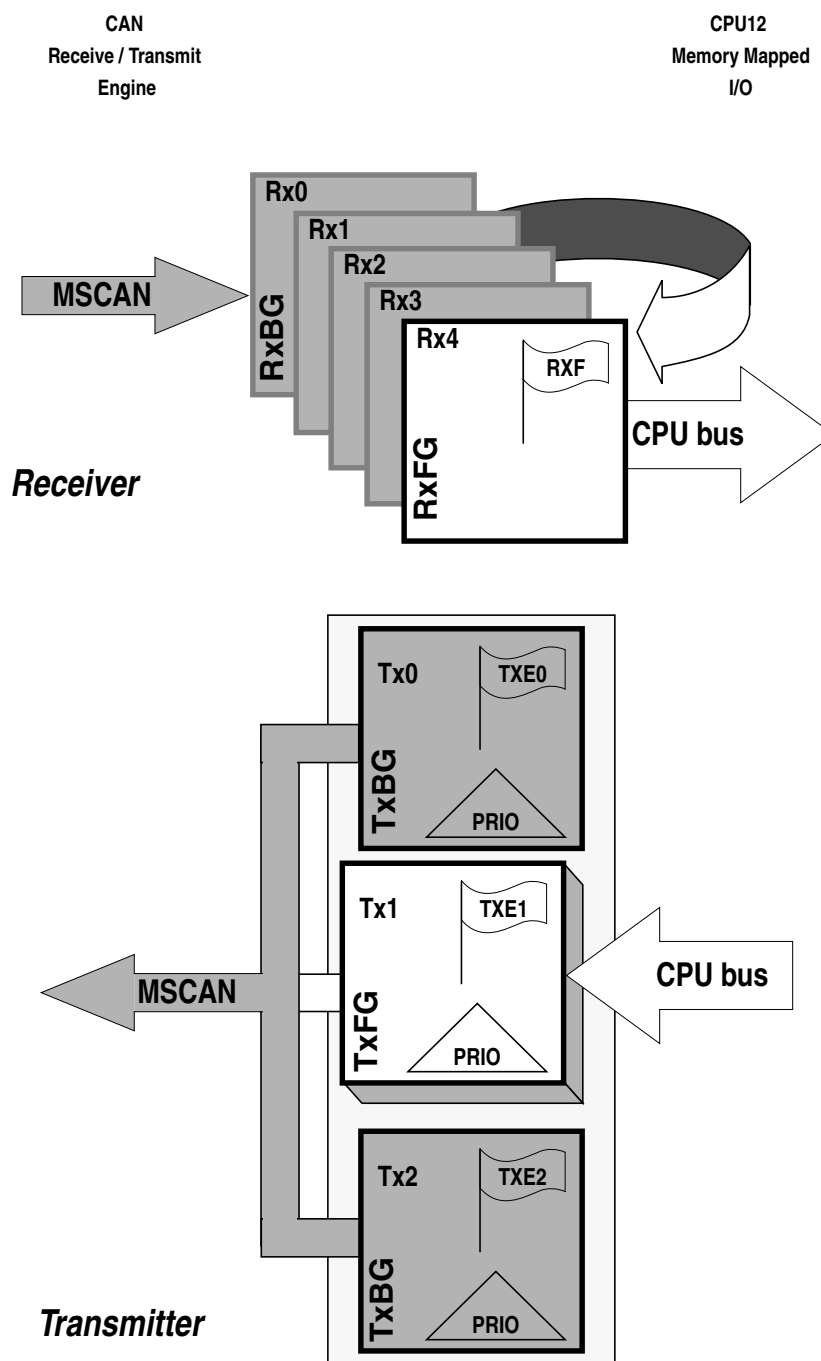 CAN
Receive / Transmit
Engine
CPU12
Memory Mapped
I/O
Rx0
Rx1
Rx2
Rx3
Rx4
RXF
MSCAN
RxBG
RxFG
CPU bus
Receiver
Tx0
TXE0
TxBG
PRIO
Tx1
TXE1
MSCAN
TxFG
PRIO
CPU bus
Tx2
TXE2
TxBG
PRIO
Transmitter